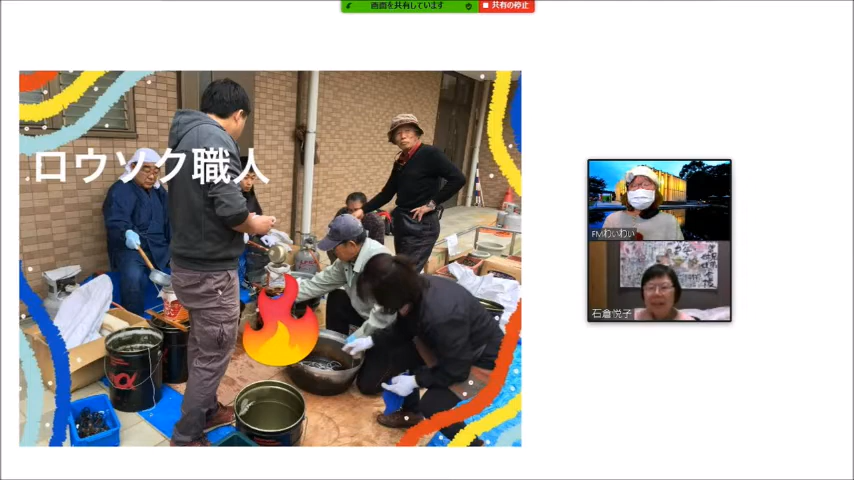 画面を共有しています
共有の停止
ロウソク職人
FMわいわい
石倉悦子